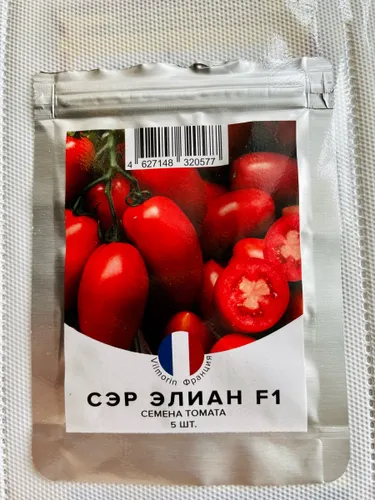 4 627148 320577
Vilmorin Франция
СЭР ЭЛИАН F1
СЕМЕНА ТОМАТА
5 ШТ.